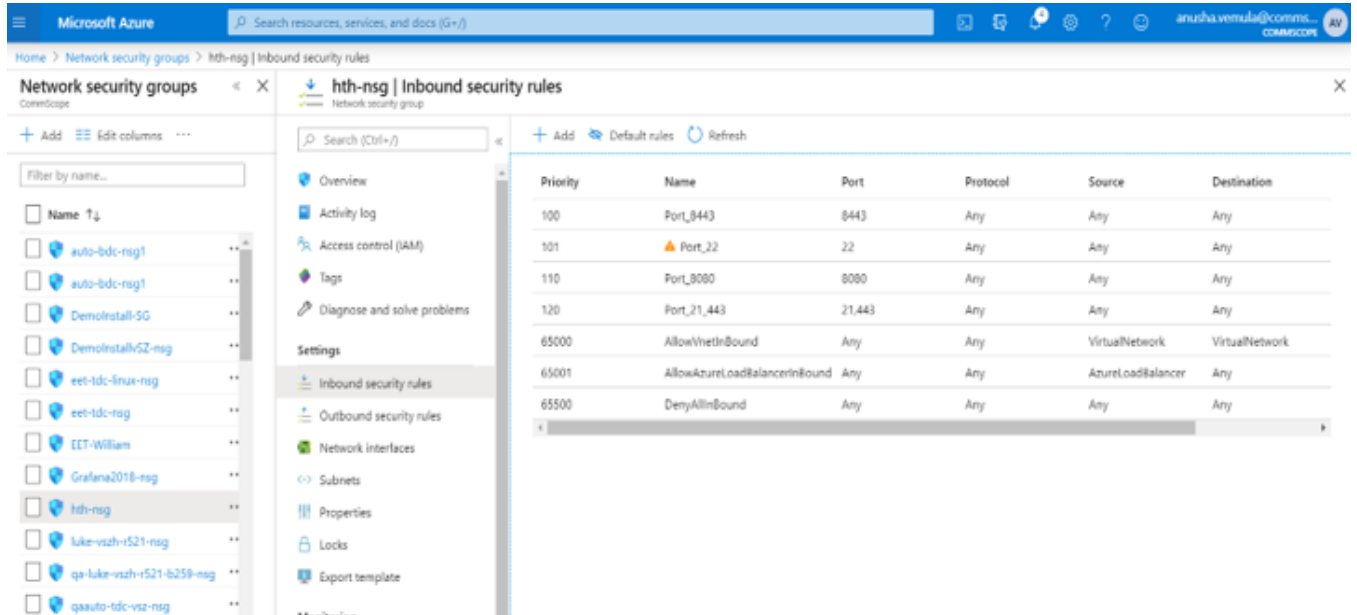 Microsoft Azure
Search resources, services, and docs (G+/)
4
anusha.vemula@comms...
COMMSCOPE
AV
Home > Network security groups > hth-nsg | Inbound security rules
Network security groups
CommScope
+ Add Edit columns ...
Filter by name...
Name ↑↓
auto-bdc-nsg1
auto-bdc-nsg1
DemoInstall-SG
DemoInstallvSZ-nsg
eet-tdc-linux-nsg
eet-tdc-nsg
EET-William
Grafana2018-nsg
hth-nsg
luke-vszh-r521-nsg
qa-luke-vszh-r521-b259-nsg
qaauto-tdc-vsz-nsg
hth-nsg | Inbound security rules
Network security group
Search (Ctrl+/)
Overview
Activity log
Access control (IAM)
Tags
Diagnose and solve problems
Settings
Inbound security rules
Outbound security rules
Network interfaces
Subnets
Properties
Locks
Export template
+ Add Default rules Refresh
Priority Name Port Protocol Source Destination
100 Port_8443 8443 Any Any Any
101 Port_22 22 Any Any Any
110 Port_8080 8080 Any Any Any
120 Port_21_443 21,443 Any Any Any
65000 AllowVnetInBound Any Any VirtualNetwork VirtualNetwork
65001 AllowAzureLoadBalancerInBound Any Any AzureLoadBalancer Any
65500 DenyAllInBound Any Any Any Any